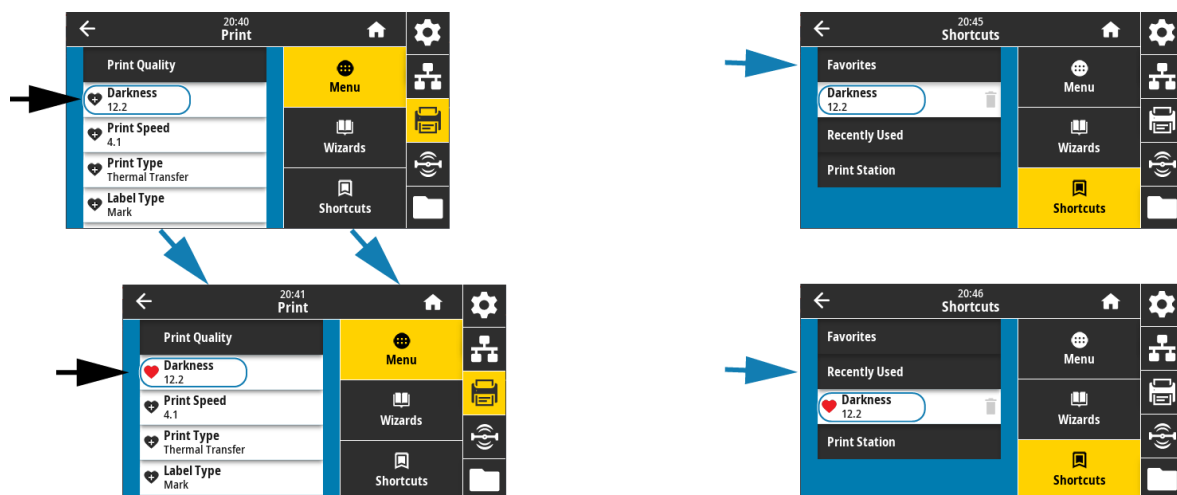 20:40
Print
Print Quality
Darkness
12.2
Print Speed
4.1
Print Type
Thermal Transfer
Label Type
Mark
Menu
Wizards
Shortcuts
20:45
Shortcuts
Favorites
Darkness
12.2
Recently Used
Print Station
Menu
Wizards
Shortcuts
20:41
Print
Print Quality
Darkness
12.2
Print Speed
4.1
Print Type
Thermal Transfer
Label Type
Mark
Menu
Wizards
Shortcuts
20:46
Shortcuts
Favorites
Recently Used
Darkness
12.2
Print Station
Menu
Wizards
Shortcuts